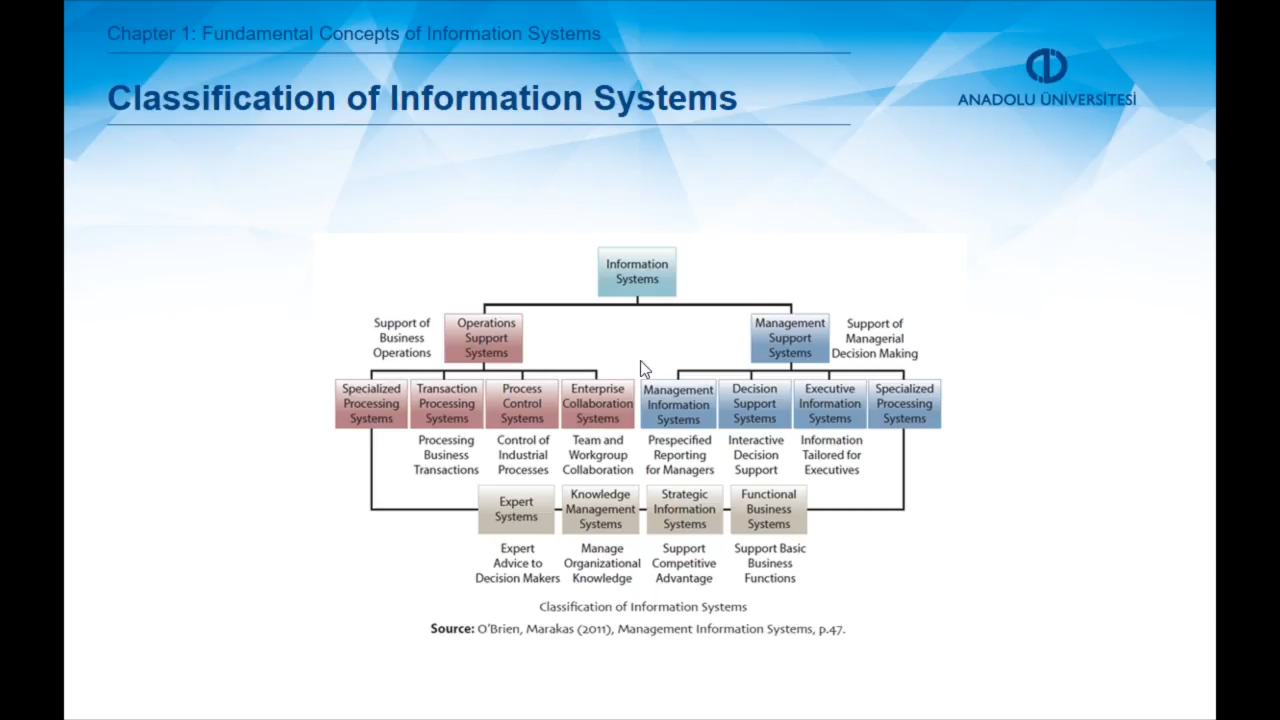 Chapter 1: Fundamental Concepts of Information Systems
Classification of Information Systems
ANADOLU ÜNİVERSİTESİ
Information
Systems
Support of
Business
Operations
Operations
Support
Systems
Management
Support
Systems
Support of
Managerial
Decision Making
Specialized
Processing
Systems
Transaction
Processing
Systems
Process
Control
Systems
Enterprise
Collaboration
Systems
Management
Information
Systems
Decision
Support
Systems
Executive
Information
Systems
Specialized
Processing
Systems
Processing
Business
Transactions
Control of
Industrial
Processes
Team and
Workgroup
Collaboration
Prespecified
Reporting
for Managers
Interactive
Decision
Support
Information
Tailored for
Executives
Expert
Systems
Knowledge
Management
Systems
Strategic
Information
Systems
Functional
Business
Systems
Expert
Advice to
Decision Makers
Manage
Organizational
Knowledge
Support
Competitive
Advantage
Support Basic
Business
Functions
Classification of Information Systems
Source: O'Brien, Marakas (2011), Management Information Systems, p.47.